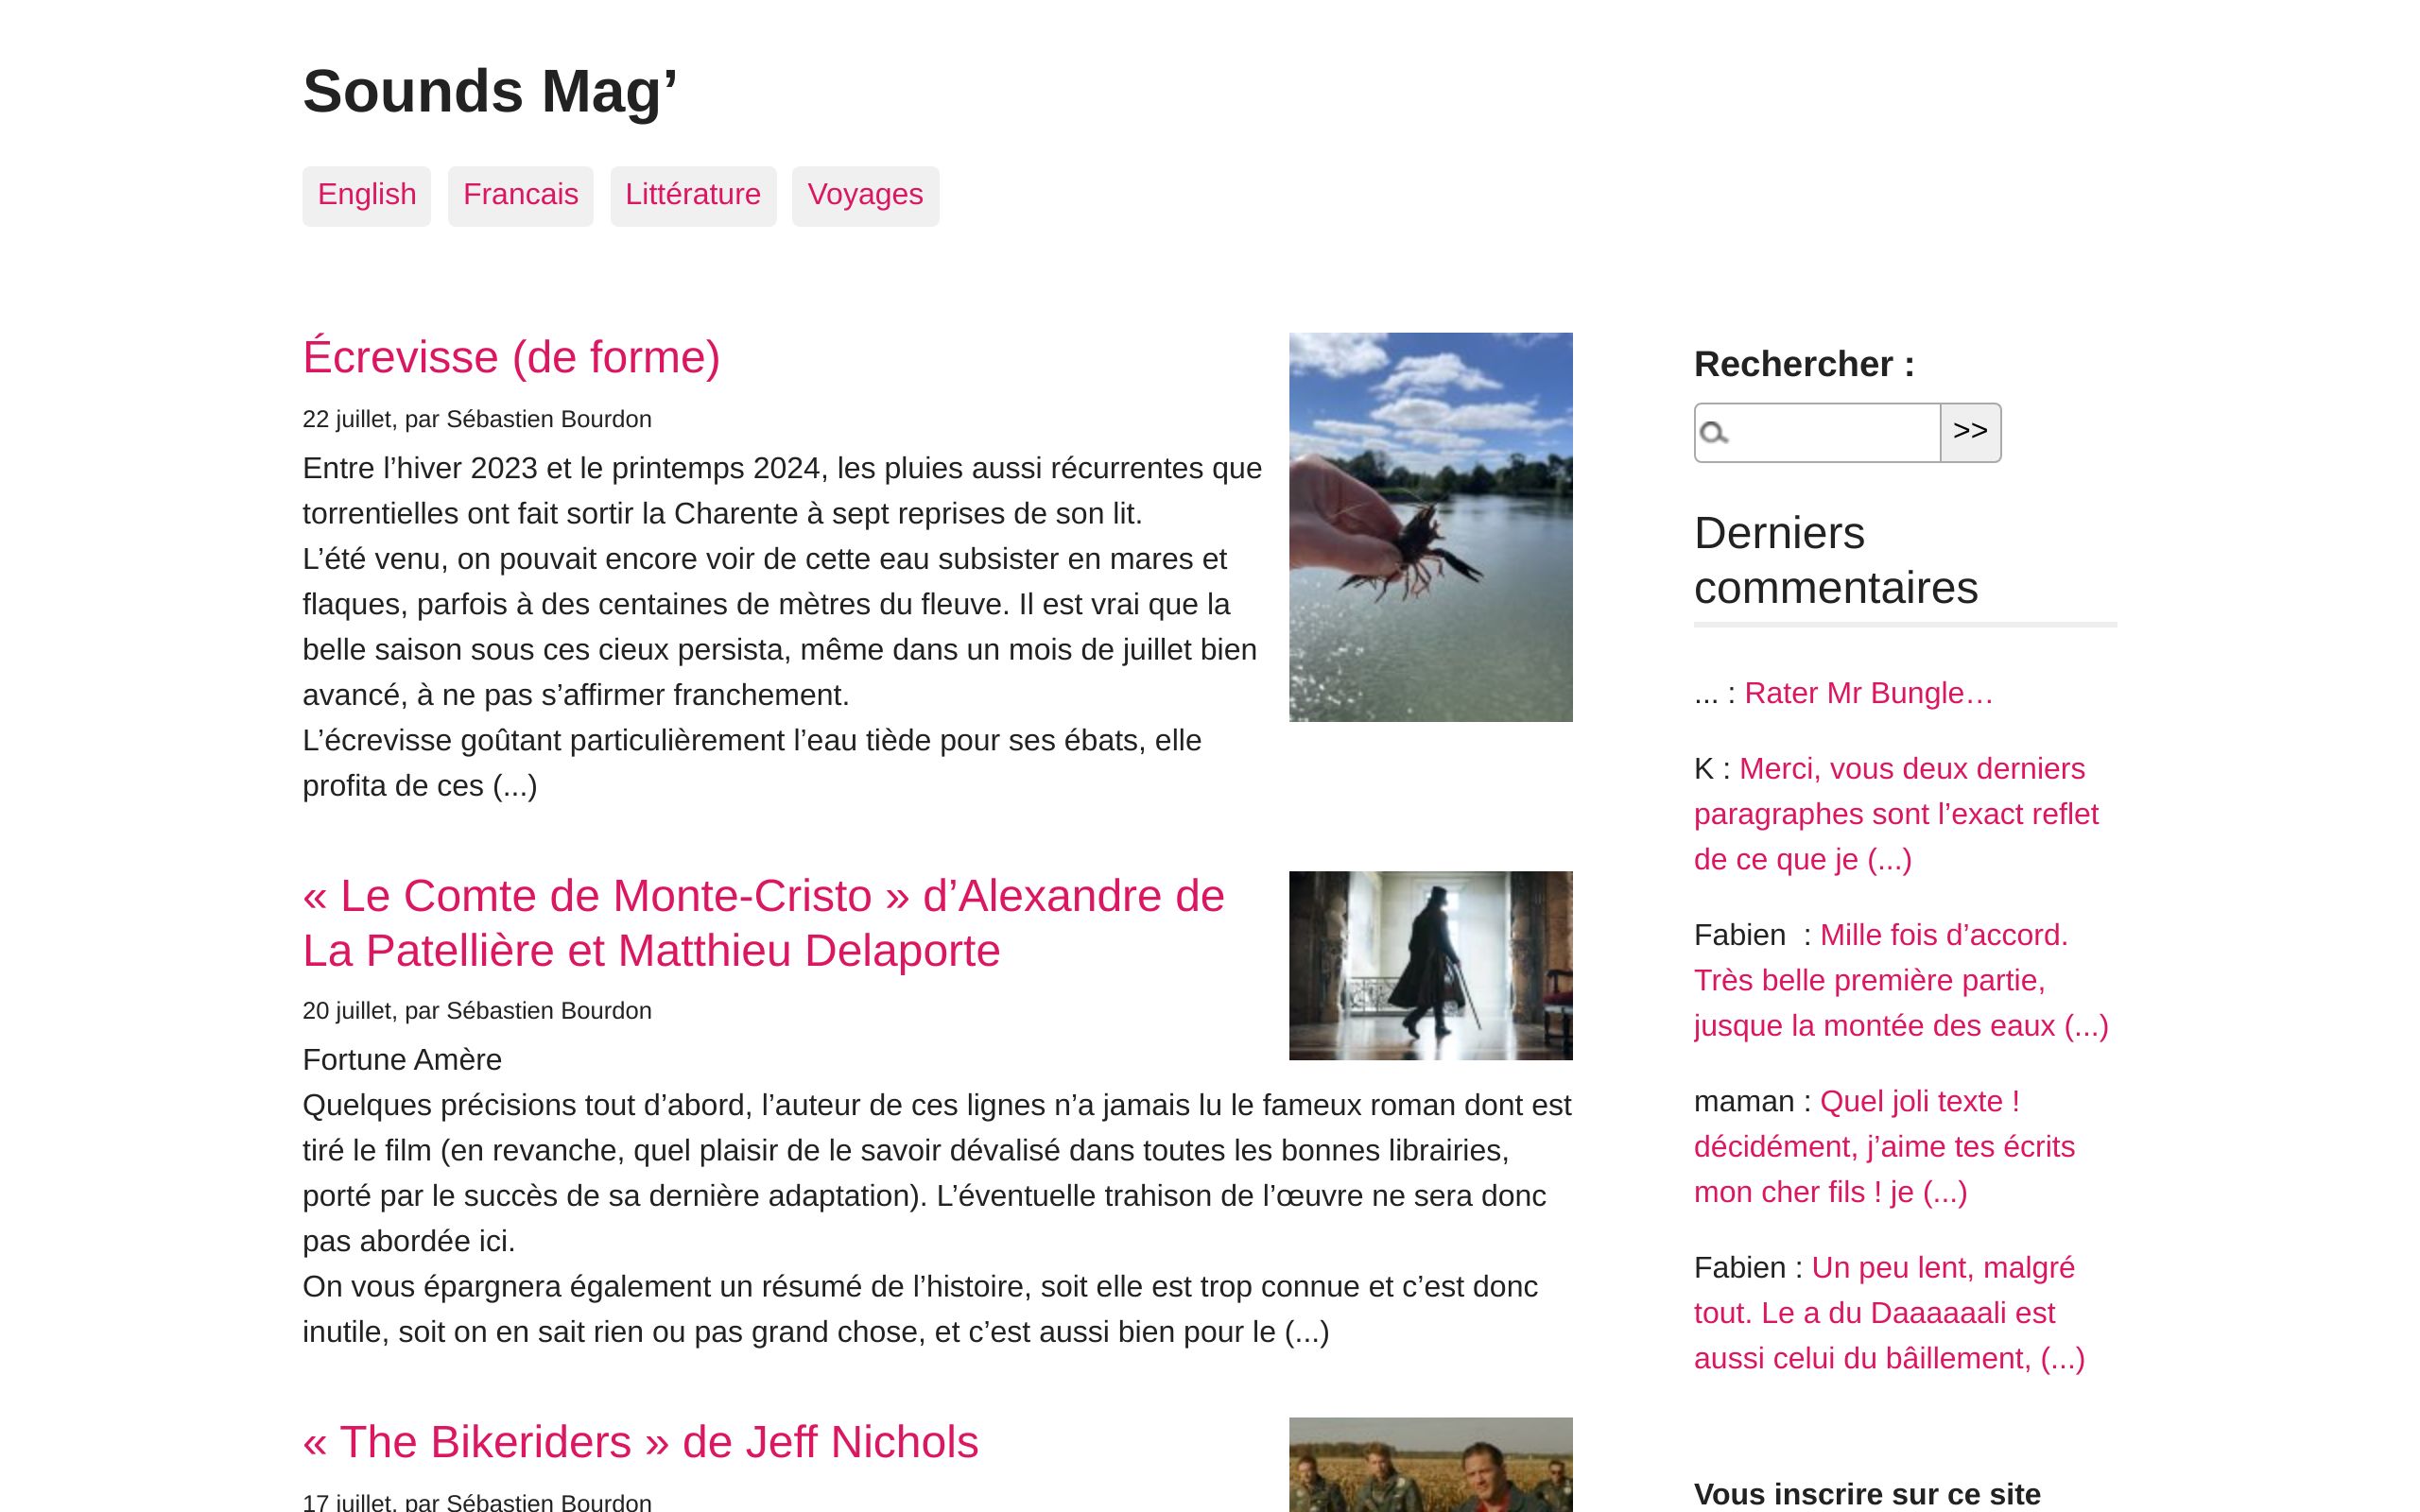 Sounds Mag’
English
Francais
Littérature
Voyages
Écrevisse (de forme)
22 juillet, par Sébastien Bourdon
Entre l’hiver 2023 et le printemps 2024, les pluies aussi récurrentes que
torrentielles ont fait sortir la Charente à sept reprises de son lit.
L’été venu, on pouvait encore voir de cette eau subsister en mares et
flaques, parfois à des centaines de mètres du fleuve. Il est vrai que la
belle saison sous ces cieux persista, même dans un mois de juillet bien
avancé, à ne pas s’affirmer franchement.
L’écrevisse goûtant particulièrement l’eau tiède pour ses ébats, elle
profita de ces (...)
« Le Comte de Monte-Cristo » d’Alexandre de
La Patellière et Matthieu Delaporte
20 juillet, par Sébastien Bourdon
Fortune Amère
Quelques précisions tout d’abord, l’auteur de ces lignes n’a jamais lu le fameux roman dont est
tiré le film (en revanche, quel plaisir de le savoir dévalisé dans toutes les bonnes librairies,
porté par le succès de sa dernière adaptation). L’éventuelle trahison de l’œuvre ne sera donc
pas abordée ici.
On vous épargnera également un résumé de l’histoire, soit elle est trop connue et c’est donc
inutile, soit on en sait rien ou pas grand chose, et c’est aussi bien pour le (...)
« The Bikeriders » de Jeff Nichols
17 juillet, par Sébastien Bourdon
Rechercher :
>>
Derniers
commentaires
... : Rater Mr Bungle…
K : Merci, vous deux derniers
paragraphes sont l’exact reflet
de ce que je (...)
Fabien  : Mille fois d’accord.
Très belle première partie,
jusque la montée des eaux (...)
maman : Quel joli texte !
décidément, j’aime tes écrits
mon cher fils ! je (...)
Fabien : Un peu lent, malgré
tout. Le a du Daaaaaali est
aussi celui du bâillement, (...)
Vous inscrire sur ce site